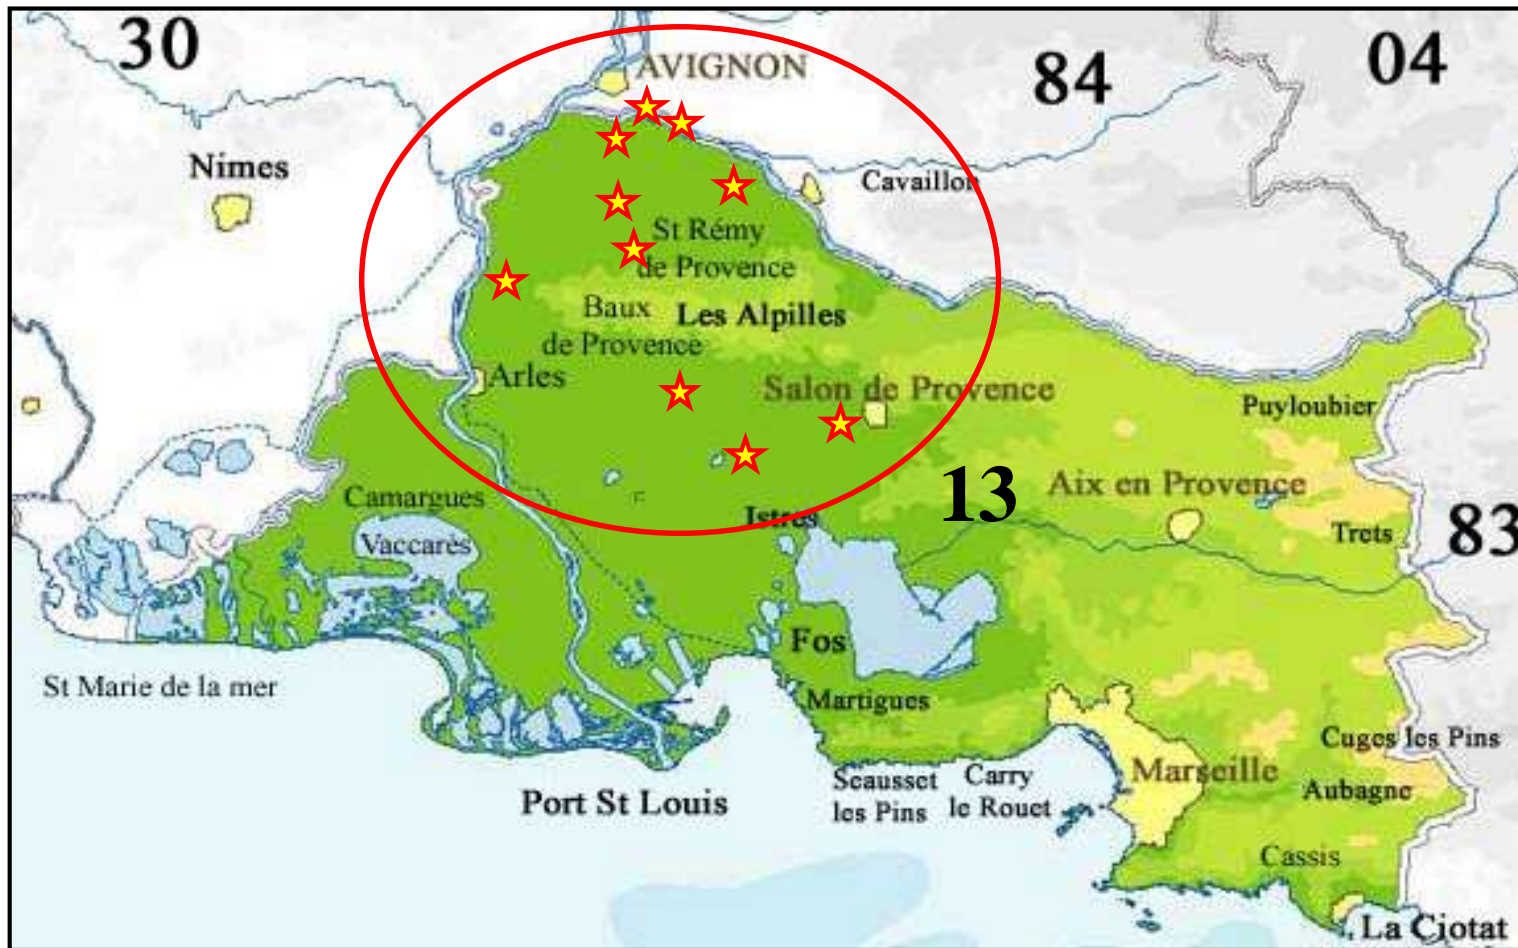 30
AVIGNON
84
04
Nimes
Cavaillon
St Rémy
de Provence
Baux
de Provence
Les Alpilles
Arles
Salon de Provence
Puyloubier
13
Aix en Provence
Camargues
Istres
Trets
83
Vaccares
Fos
St Marie de la mer
Martigues
Cuges les Pins
Marseille
Aubagne
Port St Louis
Seausset
les Pins
Carry
le Rouet
Cassis
La Ciotat